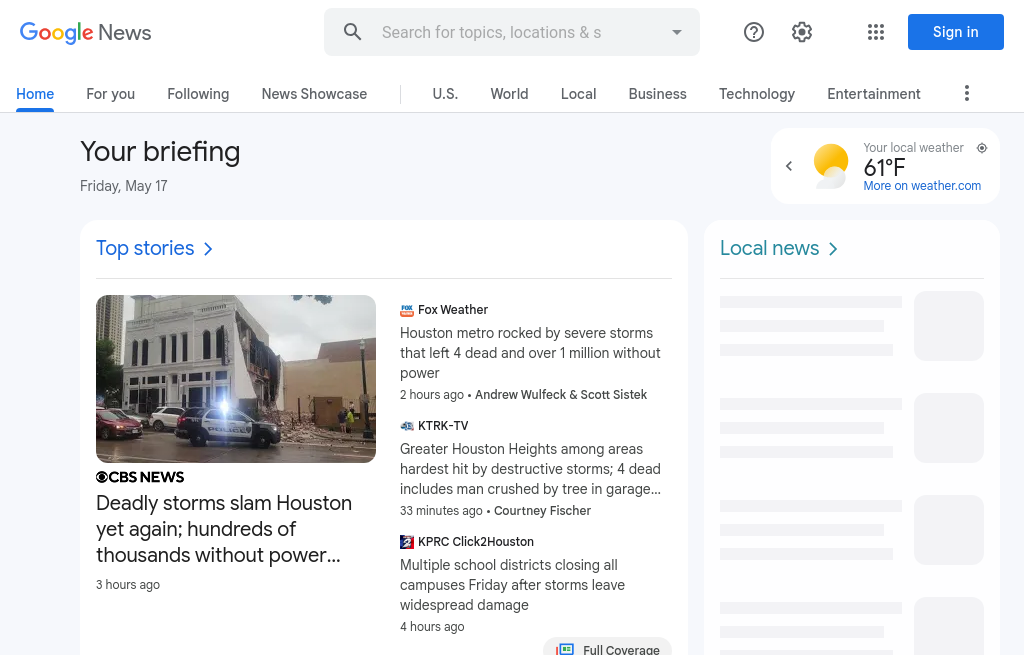 Google News
Search for topics, locations & s
Sign in
Home
For you
Following
News Showcase
U.S.
World
Local
Business
Technology
Entertainment
Your briefing
Friday, May 17
Your local weather
61°F
More on weather.com
Top stories
Local news
POLICE
CBS NEWS
Deadly storms slam Houston
yet again; hundreds of
thousands without power...
3 hours ago
Fox Weather
Houston metro rocked by severe storms
that left 4 dead and over 1 million without
power
2 hours ago • Andrew Wulfeck & Scott Sistek
KTRK-TV
Greater Houston Heights among areas
hardest hit by destructive storms; 4 dead
includes man crushed by tree in garage...
33 minutes ago • Courtney Fischer
KPRC Click2Houston
Multiple school districts closing all
campuses Friday after storms leave
widespread damage
4 hours ago
Full Coverage